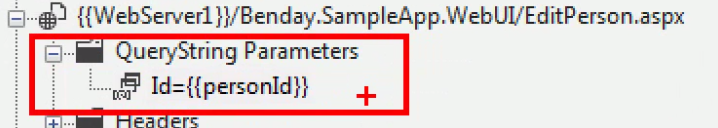 {{WebServer1}}/Benday.SampleApp.WebUI/EditPerson.aspx
QueryString Parameters
Id={{personId}}
Headers